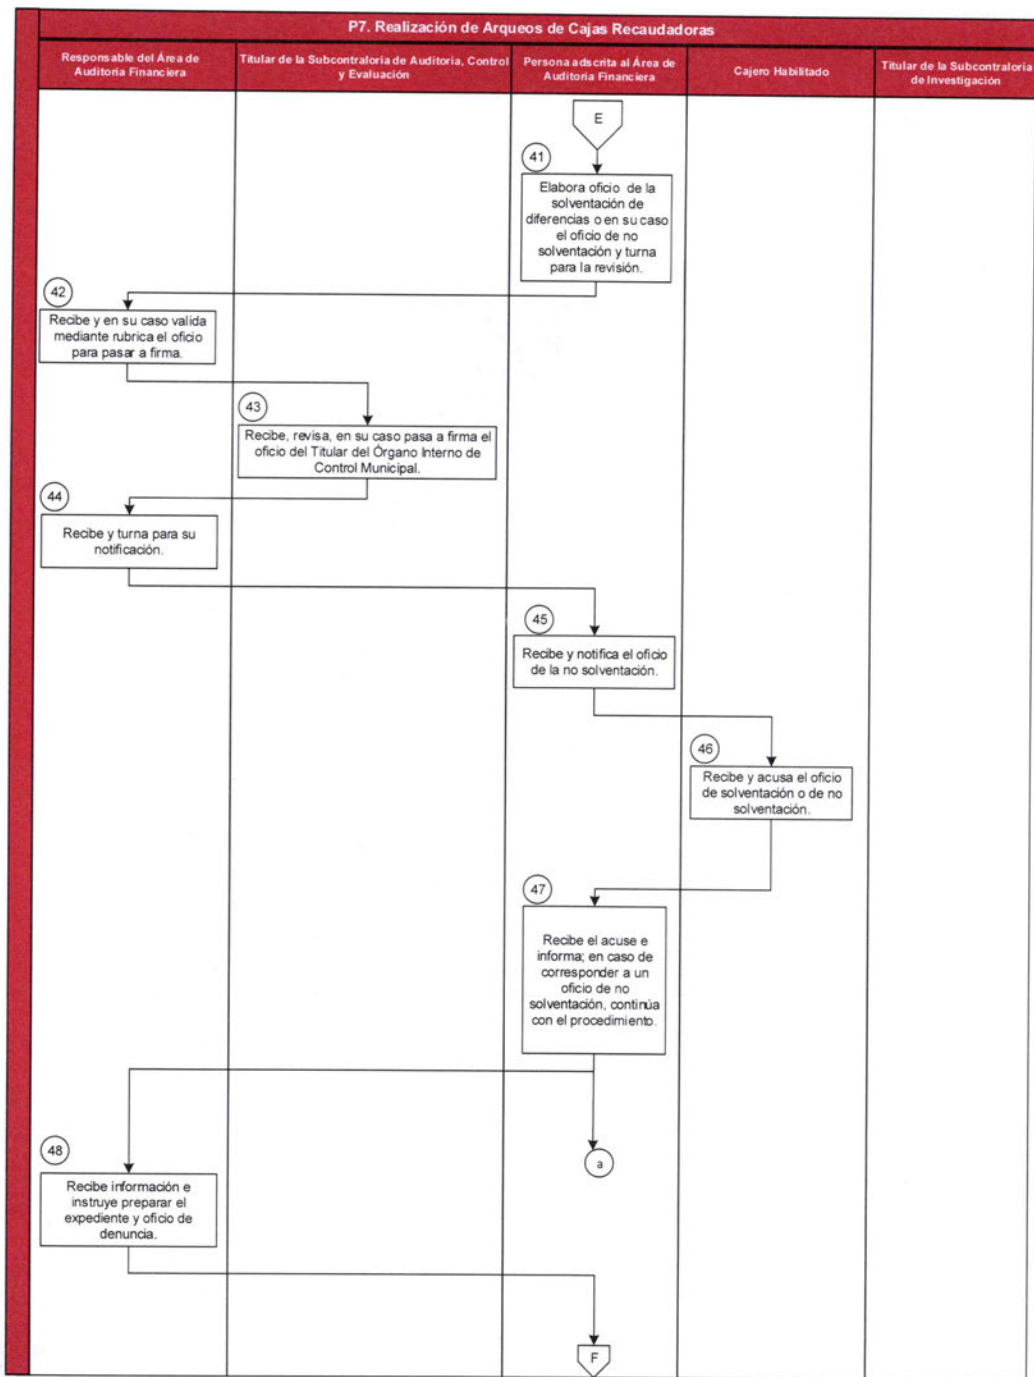 P7. Realización de Arqueos de Cajas Recaudadoras
Responsable del Área de
Auditoria Financiera
Titular de la Subcontraloria de Auditoria, Control
y Evaluación
Persona adscrita al Área de
Auditoria Financiera
Cajero Habilitado
Titular de la Subcontraloria
de Investigación
E
41
Elabora oficio de la
solventación de
diferencias o en su caso
el oficio de no
solventación y turna
para la revisión.
42
Recibe y en su caso valida
mediante rubrica el oficio
para pasar a firma.
43
Recibe, revisa, en su caso pasa a firma el
oficio del Titular del Órgano Interno de
Control Municipal.
44
Recibe y turna para su
notificación.
45
Recibe y notifica el oficio
de la no solventación.
46
Recibe y acusa el oficio
de solventación o de no
solventación.
47
Recibe el acuse e
informa; en caso de
corresponder a un
oficio de no
solventación, continúa
con el procedimiento.
48
Recibe información e
instruye preparar el
expediente y oficio de
denuncia.
a
F